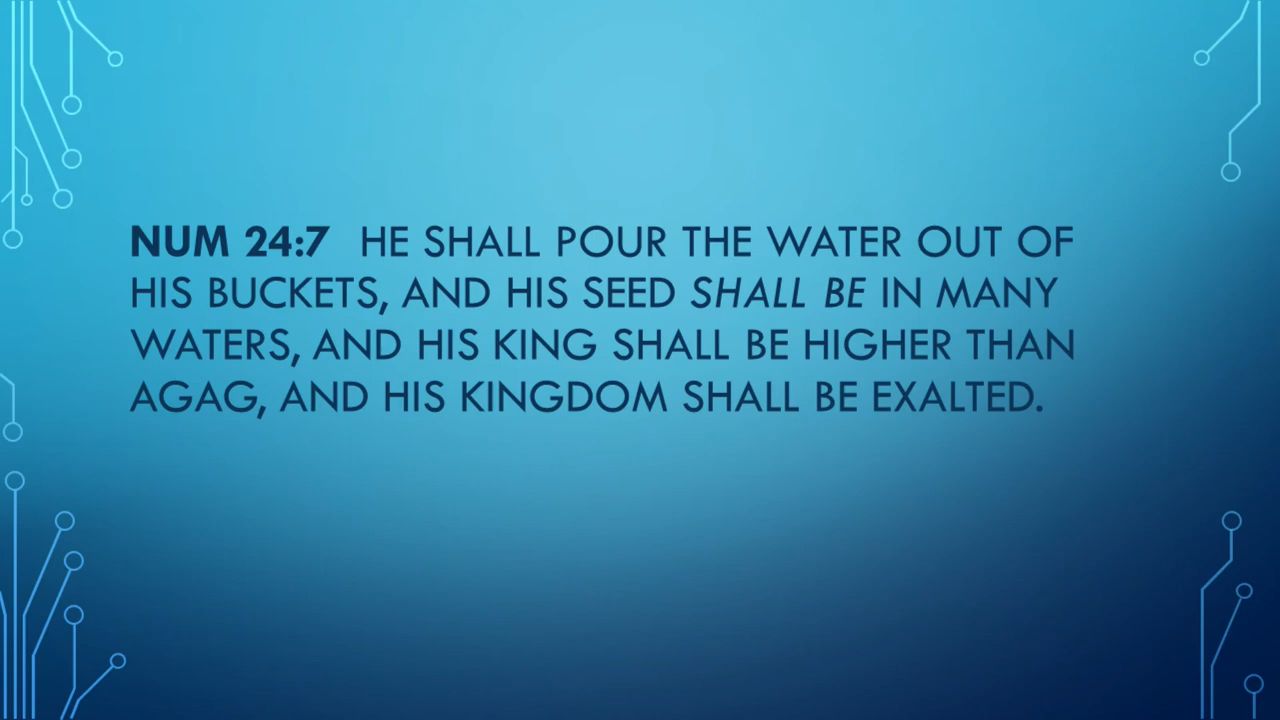 NUM 24:7  HE SHALL POUR THE WATER OUT OF
HIS BUCKETS, AND HIS SEED SHALL BE IN MANY
WATERS, AND HIS KING SHALL BE HIGHER THAN
AGAG, AND HIS KINGDOM SHALL BE EXALTED.